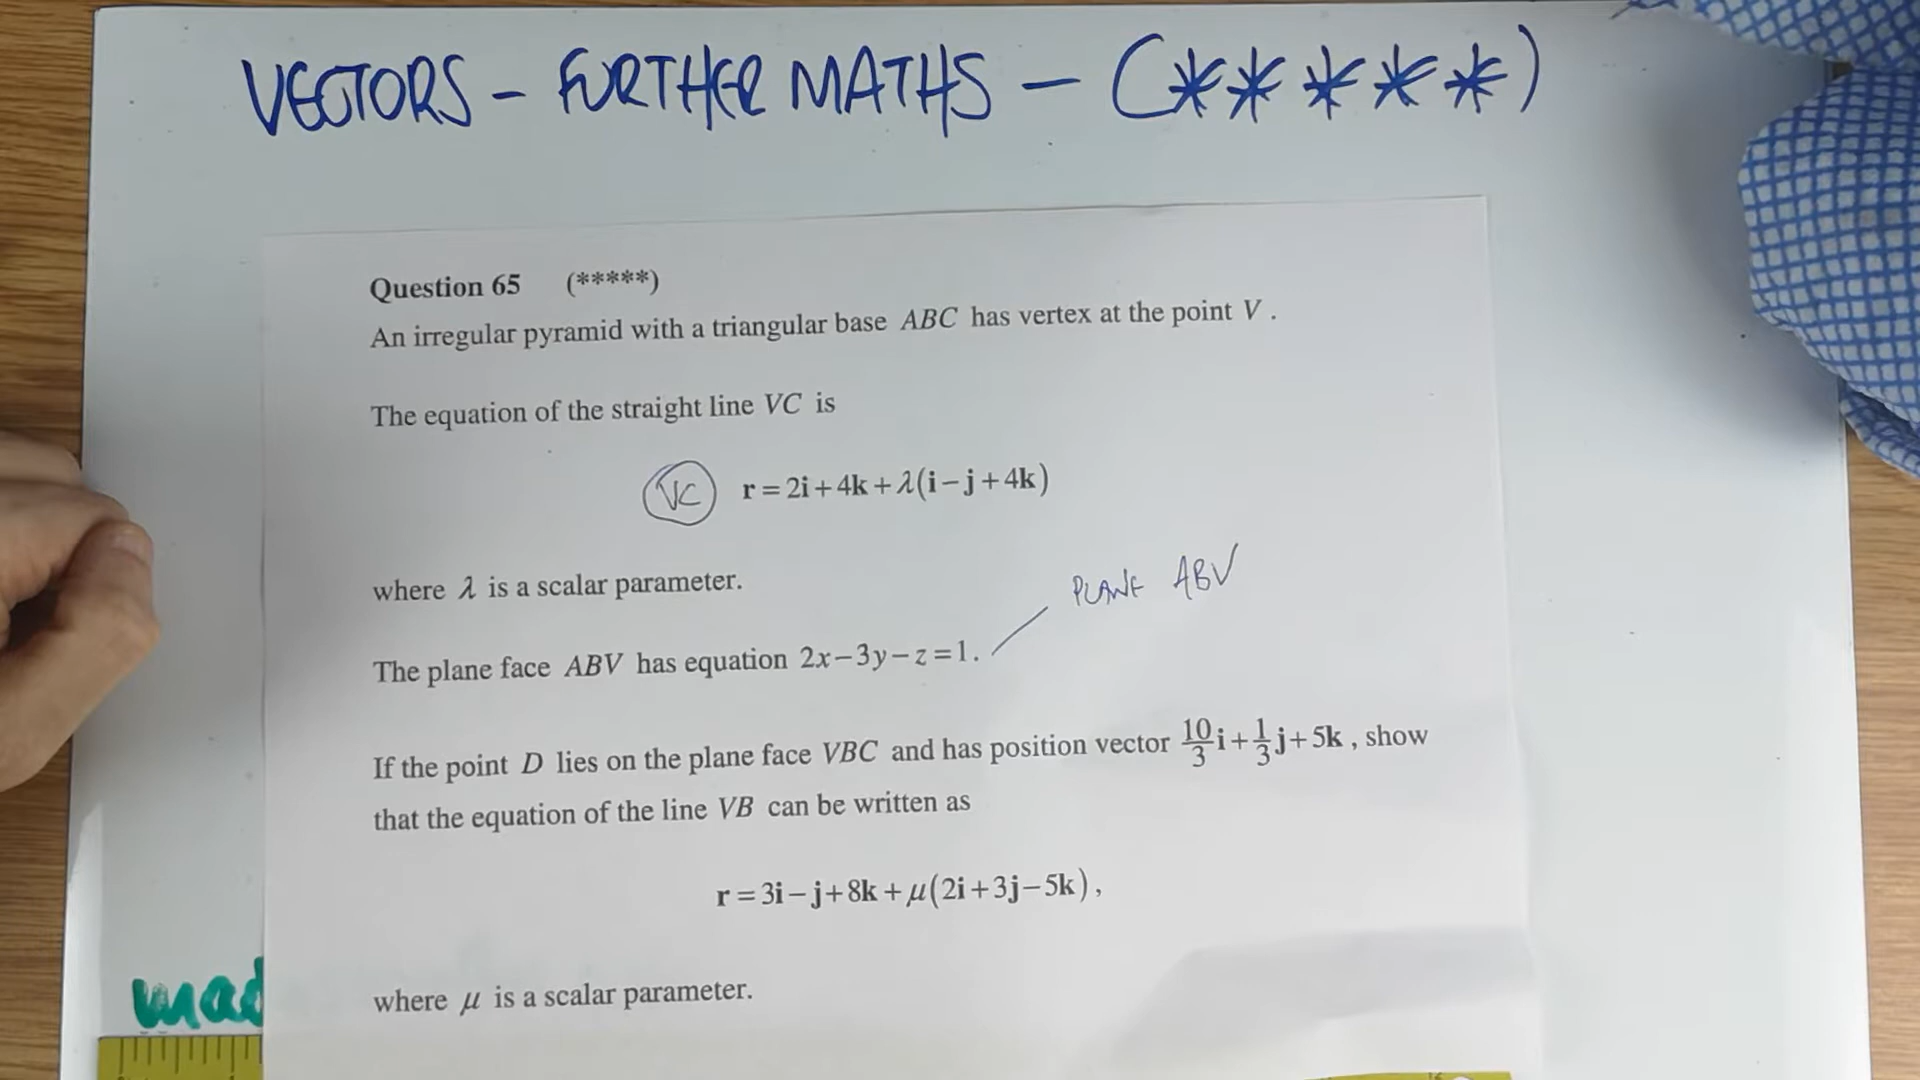 VECTORS - FURTHER MATHS - (*****)
Question 65 (*****)
An irregular pyramid with a triangular base ABC has vertex at the point V.
The equation of the straight line VC is
VC r = 2i + 4k + λ(i − j + 4k)
where λ is a scalar parameter.
PLANE ABV
The plane face ABV has equation 2x − 3y − z = 1.
If the point D lies on the plane face VBC and has position vector 10/3 i + 1/3 j + 5k, show
that the equation of the line VB can be written as
r = 3i − j + 8k + μ(2i + 3j − 5k),
where μ is a scalar parameter.
mad